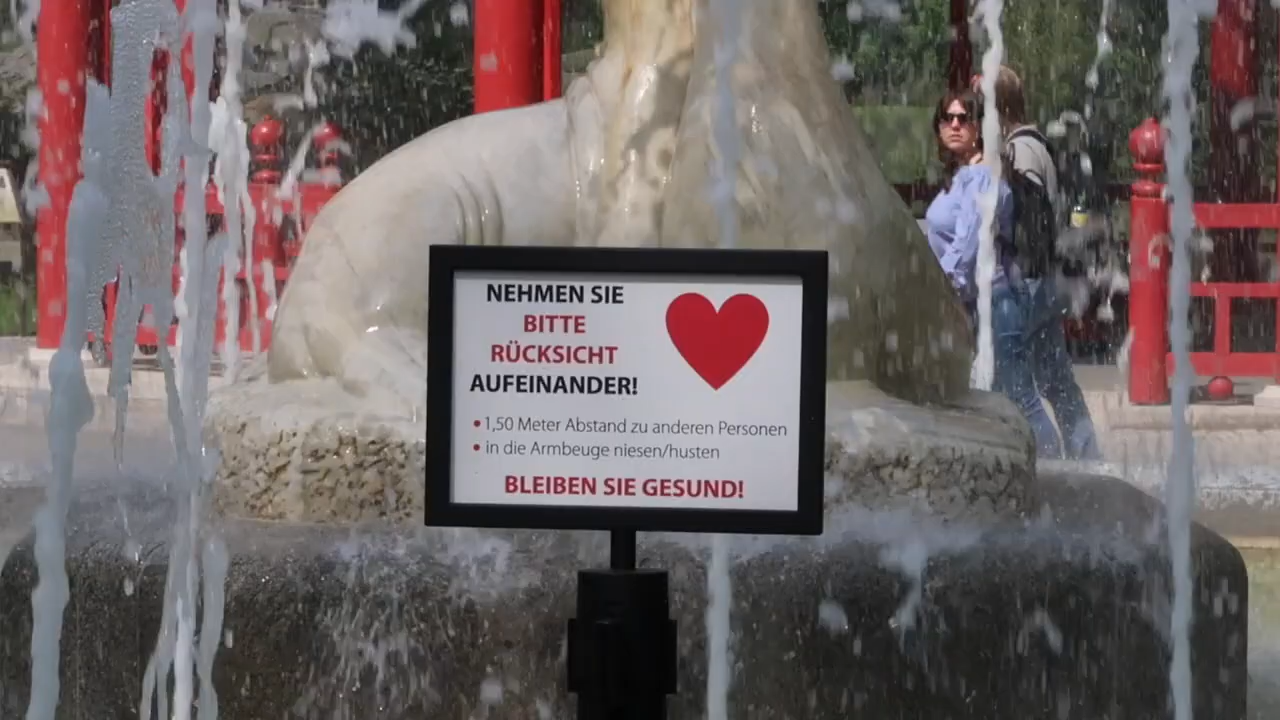 NEHMEN SIE
BITTE
RÜCKSICHT
AUFEINANDER!
• 1,50 Meter Abstand zu anderen Personen
• in die Armbeuge niesen/husten
BLEIBEN SIE GESUND!